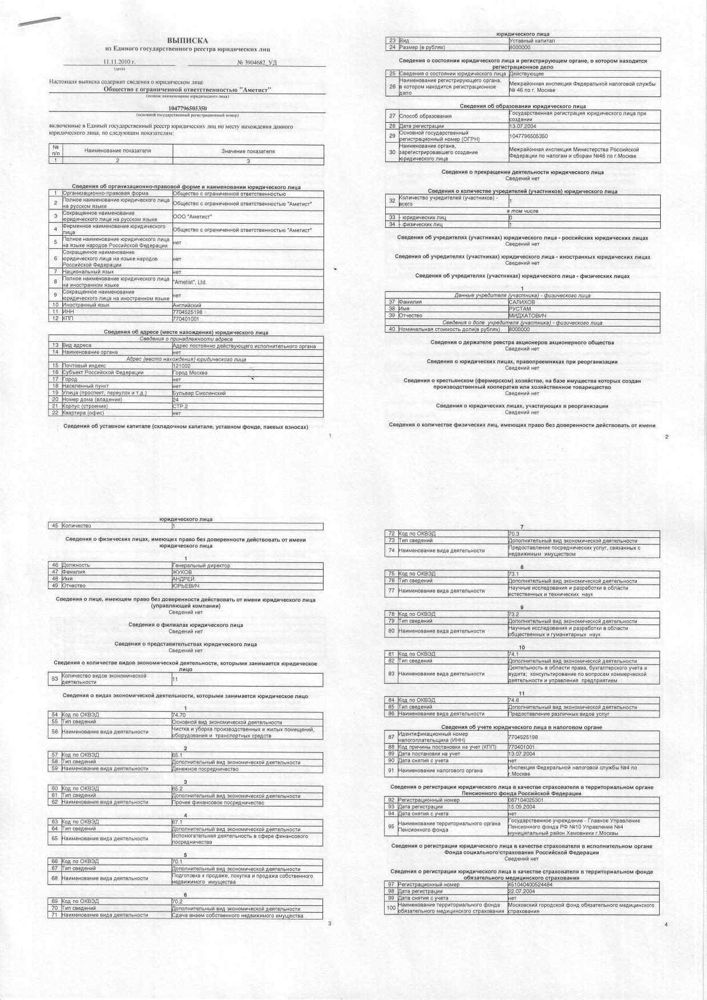 ВЫПИСКА
из Единого государственного реестра юридических лиц
11.11.2010 г. № 3904682_УД
(дата)
Настоящая выписка содержит сведения о юридическом лице
Общество с ограниченной ответственностью "Аметист"
(полное наименование юридического лица)
1047796505350
(основной государственный регистрационный номер)
включенные в Единый государственный реестр юридических лиц по месту нахождения данного
юридического лица, по следующим показателям:
№ п/п Наименование показателя Значение показателя
1 2 3
Сведения об организационно-правовой форме и наименовании юридического лица
1 Организационно-правовая форма Общество с ограниченной ответственностью
2 Полное наименование юридического лица на русском языке Общество с ограниченной ответственностью "Аметист"
3 Сокращенное наименование юридического лица на русском языке ООО "Аметист"
4 Фирменное наименование юридического лица Общество с ограниченной ответственностью "Аметист"
5 Полное наименование юридического лица на языке народов Российской Федерации нет
6 Сокращенное наименование юридического лица на языке народов Российской Федерации нет
7 Национальный язык нет
8 Полное наименование юридического лица на иностранном языке "Ametist", Ltd.
9 Сокращенное наименование юридического лица на иностранном языке нет
10 Иностранный язык Английский
11 ИНН 7704525198
12 КПП 770401001
Сведения об адресе (месте нахождения) юридического лица
Сведения о принадлежности адреса
13 Вид адреса Адрес постоянно действующего исполнительного органа
14 Наименование органа нет
Адрес (место нахождения) юридического лица
15 Почтовый индекс 121002
16 Субъект Российской Федерации Город Москва
17 Город нет
18 Населенный пункт нет
19 Улица (проспект, переулок и т.д.) Бульвар Смоленский
20 Номер дома (владение) 24
21 Корпус (строение) СТР.2
22 Квартира (офис) нет
Сведения об уставном капитале (складочном капитале, уставном фонде, паевых взносах)
1
юридического лица
23 Вид Уставный капитал
24 Размер (в рублях) 8000000
Сведения о состоянии юридического лица и регистрирующем органе, в котором находится
регистрационное дело
25 Сведения о состоянии юридического лица Действующее
26 Наименование регистрирующего органа, в котором находится регистрационное дело Межрайонная инспекция Федеральной налоговой службы № 46 по г. Москве
Сведения об образовании юридического лица
27 Способ образования Государственная регистрация юридического лица при создании
28 Дата регистрации 13.07.2004
29 Основной государственный регистрационный номер (ОГРН) 1047796505350
30 Наименование органа, зарегистрировавшего создание юридического лица Межрайонная инспекция Министерства Российской Федерации по налогам и сборам №46 по г.Москве
Сведения о прекращении деятельности юридического лица
Сведений нет
Сведения о количестве учредителей (участников) юридического лица
32 Количество учредителей (участников) - всего 1
в том числе
33 - юридических лиц 0
34 - физических лиц 1
Сведения об учредителях (участниках) юридического лица - российских юридических лицах
Сведений нет
Сведения об учредителях (участниках) юридического лица - иностранных юридических лицах
Сведений нет
Сведения об учредителях (участниках) юридического лица - физических лицах
1
Данные учредителя (участника) - физического лица
37 Фамилия САЛИХОВ
38 Имя РУСТАМ
39 Отчество МИДХАТОВИЧ
Сведения о доле учредителя (участника) - физического лица
40 Номинальная стоимость доли(в рублях) 8000000
Сведения о держателе реестра акционеров акционерного общества
Сведений нет
Сведения о юридических лицах, правопреемниках при реорганизации
Сведений нет
Сведения о крестьянском (фермерском) хозяйстве, на базе имущества которых создан
производственный кооператив или хозяйственное товарищество
Сведений нет
Сведения о юридических лицах, участвующих в реорганизации
Сведений нет
Сведения о количестве физических лиц, имеющих право без доверенности действовать от имени
2
юридического лица
45 Количество 1
Сведения о физических лицах, имеющих право без доверенности действовать от имени
юридического лица
1
46 Должность Генеральный директор
47 Фамилия ЖУКОВ
48 Имя АНДРЕЙ
49 Отчество ЮРЬЕВИЧ
Сведения о лице, имеющем право без доверенности действовать от имени юридического лица
(управляющей компании)
Сведений нет
Сведения о филиалах юридического лица
Сведений нет
Сведения о представительствах юридического лица
Сведений нет
Сведения о количестве видов экономической деятельности, которыми занимается юридическое
лицо
53 Количество видов экономической деятельности 11
Сведения о видах экономической деятельности, которыми занимается юридическое лицо
1
54 Код по ОКВЭД 74.70
55 Тип сведений Основной вид экономической деятельности
56 Наименование вида деятельности Чистка и уборка производственных и жилых помещений, оборудования и транспортных средств
2
57 Код по ОКВЭД 65.1
58 Тип сведений Дополнительный вид экономической деятельности
59 Наименование вида деятельности Денежное посредничество
3
60 Код по ОКВЭД 65.2
61 Тип сведений Дополнительный вид экономической деятельности
62 Наименование вида деятельности Прочее финансовое посредничество
4
63 Код по ОКВЭД 67.1
64 Тип сведений Дополнительный вид экономической деятельности
65 Наименование вида деятельности Вспомогательная деятельность в сфере финансового посредничества
5
66 Код по ОКВЭД 70.1
67 Тип сведений Дополнительный вид экономической деятельности
68 Наименование вида деятельности Подготовка к продаже, покупка и продажа собственного недвижимого имущества
6
69 Код по ОКВЭД 70.2
70 Тип сведений Дополнительный вид экономической деятельности
71 Наименование вида деятельности Сдача внаем собственного недвижимого имущества
3
7
72 Код по ОКВЭД 70.3
73 Тип сведений Дополнительный вид экономической деятельности
74 Наименование вида деятельности Предоставление посреднических услуг, связанных с недвижимым имуществом
8
75 Код по ОКВЭД 73.1
76 Тип сведений Дополнительный вид экономической деятельности
77 Наименование вида деятельности Научные исследования и разработки в области естественных и технических наук
9
78 Код по ОКВЭД 73.2
79 Тип сведений Дополнительный вид экономической деятельности
80 Наименование вида деятельности Научные исследования и разработки в области общественных и гуманитарных наук
10
81 Код по ОКВЭД 74.1
82 Тип сведений Дополнительный вид экономической деятельности
83 Наименование вида деятельности Деятельность в области права, бухгалтерского учета и аудита; консультирование по вопросам коммерческой деятельности и управления предприятием
11
84 Код по ОКВЭД 74.8
85 Тип сведений Дополнительный вид экономической деятельности
86 Наименование вида деятельности Предоставление различных видов услуг
Сведения об учете юридического лица в налоговом органе
87 Идентификационный номер налогоплательщика (ИНН) 7704525198
88 Код причины постановки на учет (КПП) 770401001
89 Дата постановки на учет 13.07.2004
90 Дата снятия с учета нет
91 Наименование налогового органа Инспекция Федеральной налоговой службы №4 по г.Москве
Сведения о регистрации юридического лица в качестве страхователя в территориальном органе
Пенсионного фонда Российской Федерации
92 Регистрационный номер 087104025301
93 Дата регистрации 15.09.2004
94 Дата снятия с учета нет
95 Наименование территориального органа Пенсионного фонда Государственное учреждение - Главное Управление Пенсионного фонда РФ №10 Управление №4 муниципальный район Хамовники г.Москвы
Сведения о регистрации юридического лица в качестве страхователя в исполнительном органе
Фонда социального страхования Российской Федерации
Сведений нет
Сведения о регистрации юридического лица в качестве страхователя в территориальном фонде
обязательного медицинского страхования
97 Регистрационный номер 451040400524484
98 Дата регистрации 22.07.2004
99 Дата снятия с учета нет
100 Наименование территориального фонда обязательного медицинского страхования Московский городской фонд обязательного медицинского страхования
4